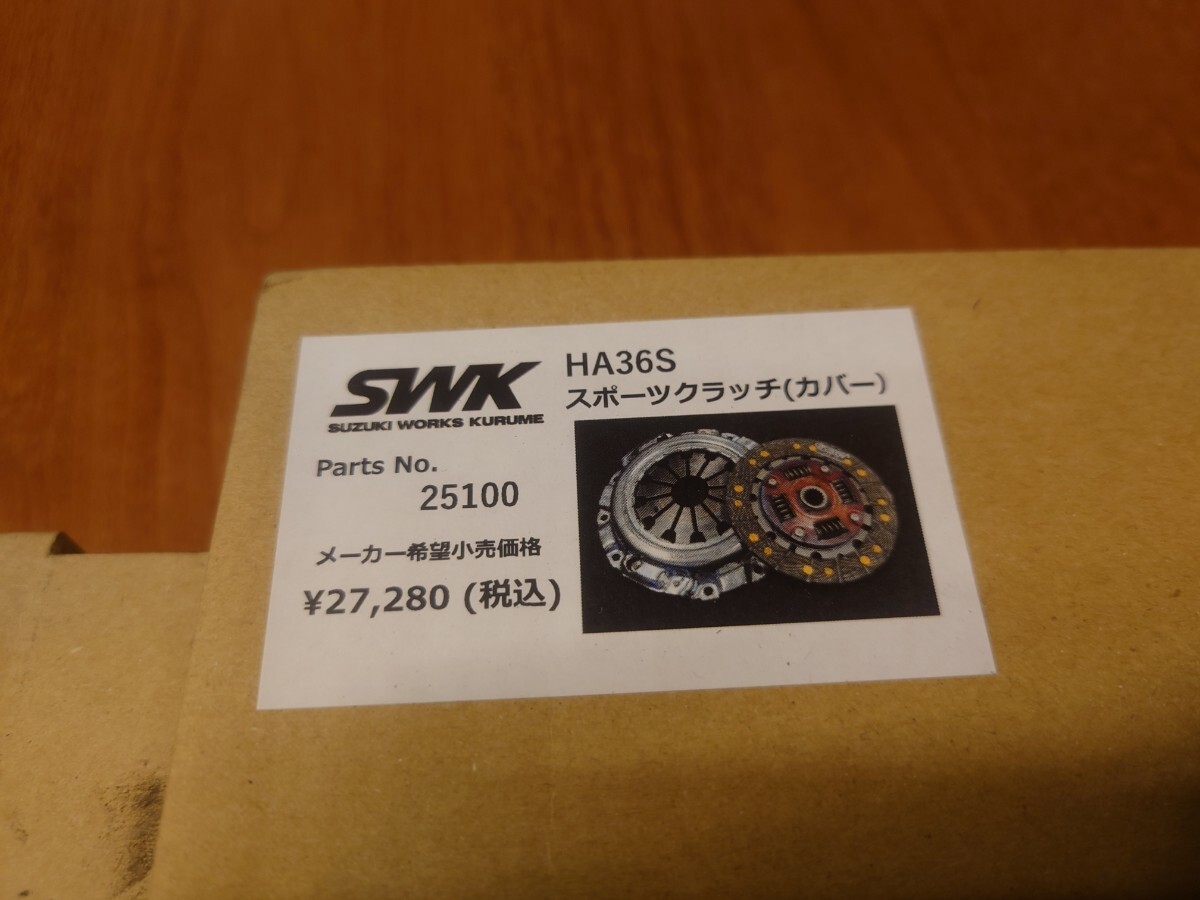 SWK
SUZUKI WORKS KURUME
HA36S
スポーツクラッチ(カバー)
Parts No.
25100
メーカー希望小売価格
¥27,280 (税込)